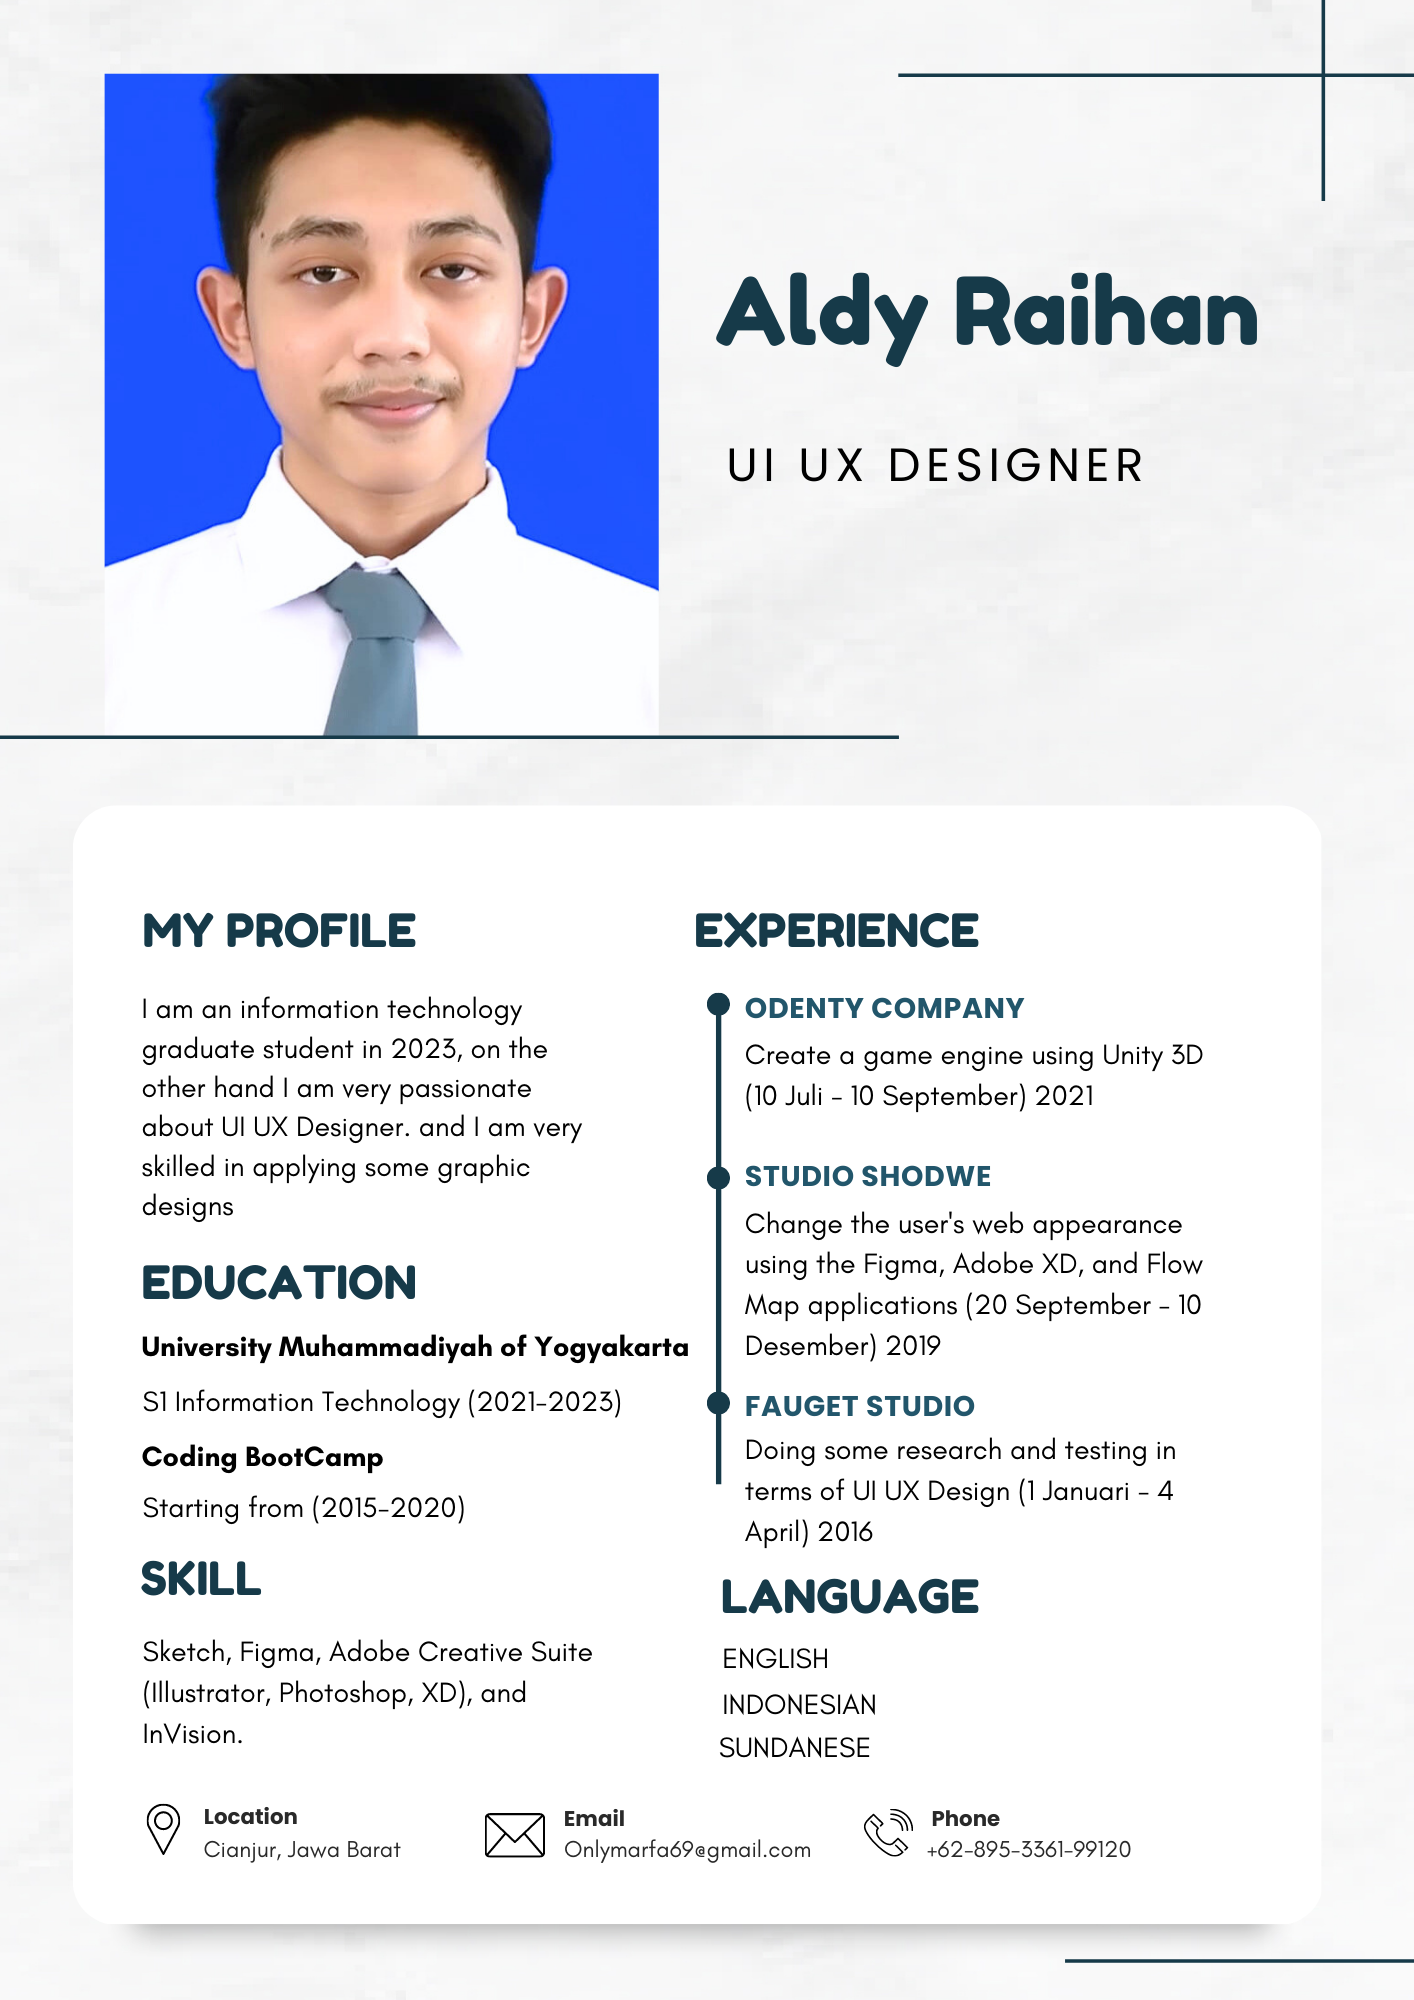 Aldy Raihan
UI UX DESIGNER
MY PROFILE
I am an information technology
graduate student in 2023, on the
other hand I am very passionate
about UI UX Designer. and I am very
skilled in applying some graphic
designs
EDUCATION
University Muhammadiyah of Yogyakarta
S1 Information Technology (2021-2023)
Coding BootCamp
Starting from (2015-2020)
SKILL
Sketch, Figma, Adobe Creative Suite
(Illustrator, Photoshop, XD), and
InVision.
EXPERIENCE
ODENTY COMPANY
Create a game engine using Unity 3D
(10 Juli - 10 September) 2021
STUDIO SHODWE
Change the user's web appearance
using the Figma, Adobe XD, and Flow
Map applications (20 September - 10
Desember) 2019
FAUGET STUDIO
Doing some research and testing in
terms of UI UX Design (1 Januari - 4
April) 2016
LANGUAGE
ENGLISH
INDONESIAN
SUNDANESE
Location
Cianjur, Jawa Barat
Email
Onlymarfa69@gmail.com
Phone
+62-895-3361-99120